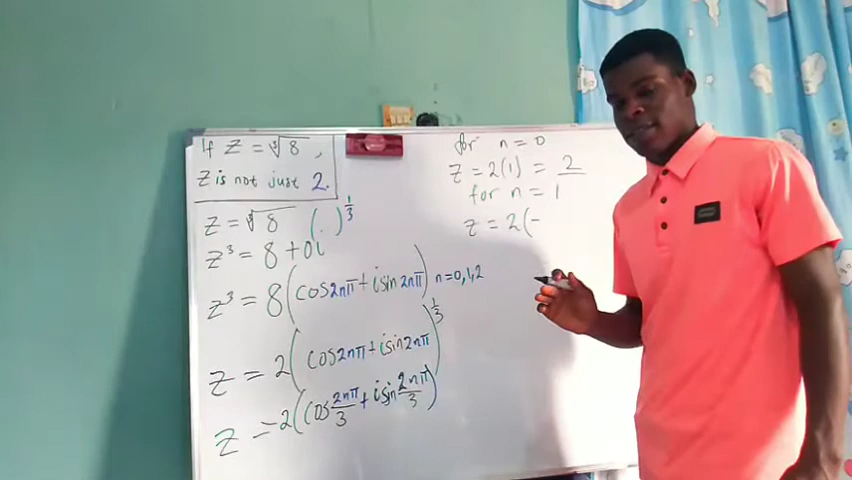 If z = ∛8 ,
z is not just 2.
z = ∛8 ( . )^1/3
z³ = 8 + 0i
z³ = 8(cos2nπ + isin2nπ) n=0,1,2
z = 2(cos2nπ + isin2nπ)^1/3
z = 2(cos 2nπ/3 + isin 2nπ/3)
for n = 0
z = 2(1) = 2
for n = 1
z = 2(-